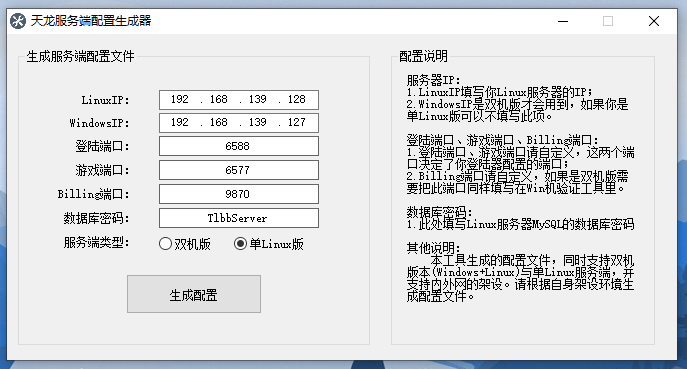 天龙服务端配置生成器
生成服务端配置文件
LinuxIP：
192 . 168 . 139 . 128
WindowsIP：
192 . 168 . 139 . 127
登陆端口：
6588
游戏端口：
6577
Billing端口：
9870
数据库密码：
TlbbServer
服务端类型：
双机版
单Linux版
生成配置
配置说明
服务器IP：
1.LinuxIP填写你Linux服务器的IP；
2.WindowsIP是双机版才会用到，如果你是
单Linux版可以不填写此项。
登陆端口、游戏端口、Billing端口：
1.登陆端口、游戏端口请自定义，这两个端
口决定了你登陆器配置的端口；
2.Billing端口请自定义，如果是双机版需
要把此端口同样填写在Win机验证工具里。
数据库密码：
1.此处填写Linux服务器MySQL的数据库密码
其他说明：
本工具生成的配置文件，同时支持双机
版本(Windows+Linux)与单Linux服务端，并
支持内外网的架设。请根据自身架设环境生
成配置文件。